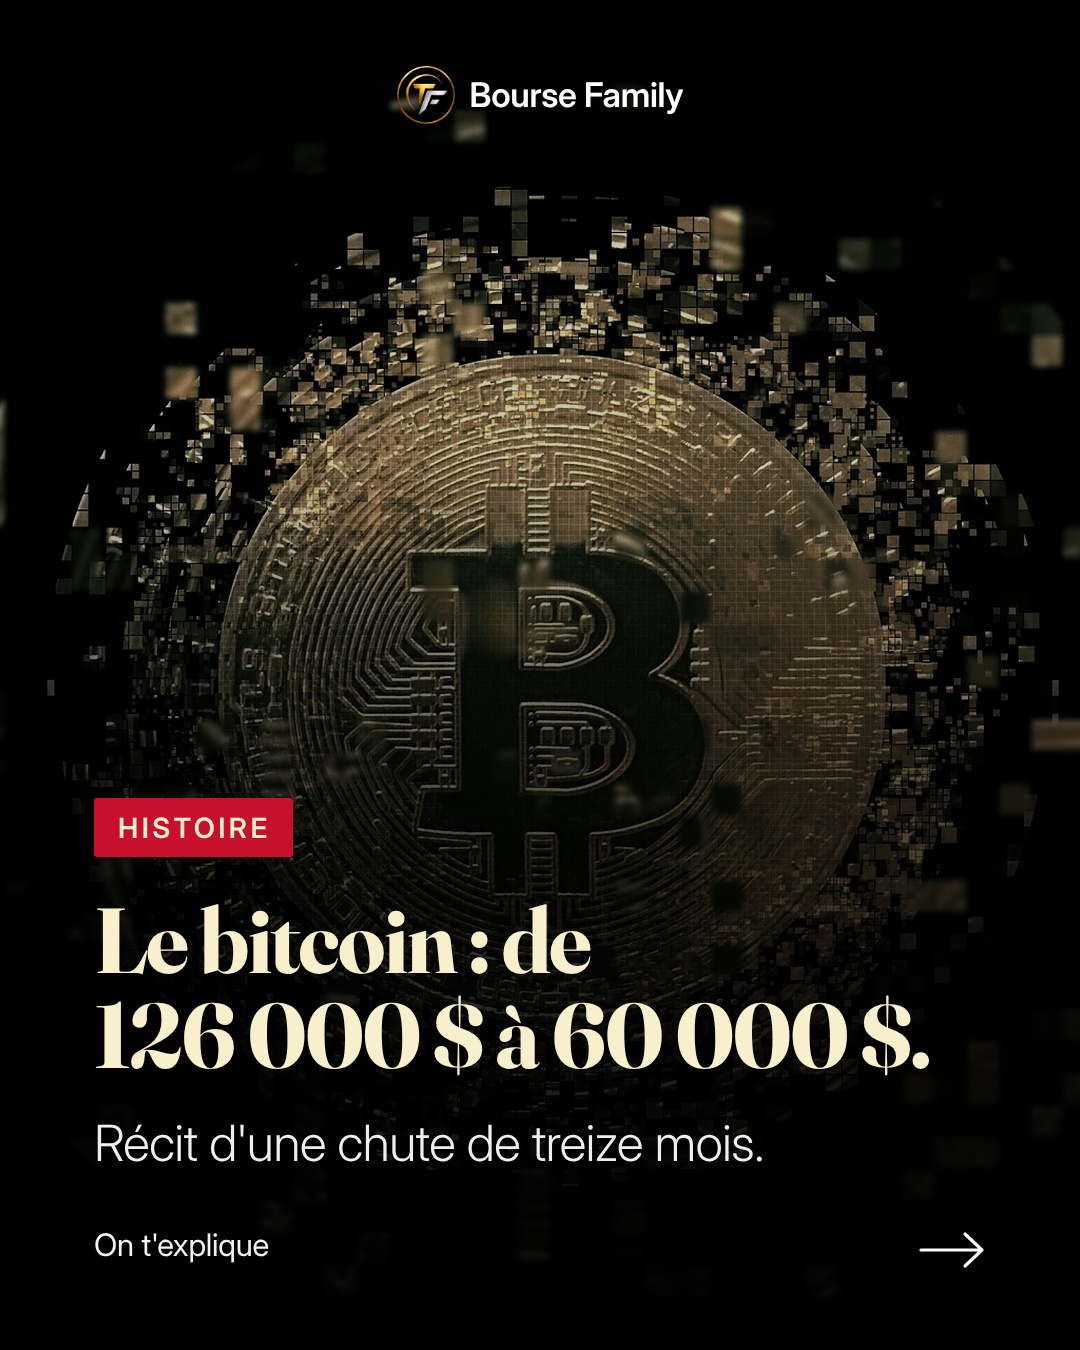 Bourse Family
HISTOIRE
Le bitcoin : de
126 000 $ à 60 000 $.
Récit d'une chute de treize mois.
On t'explique